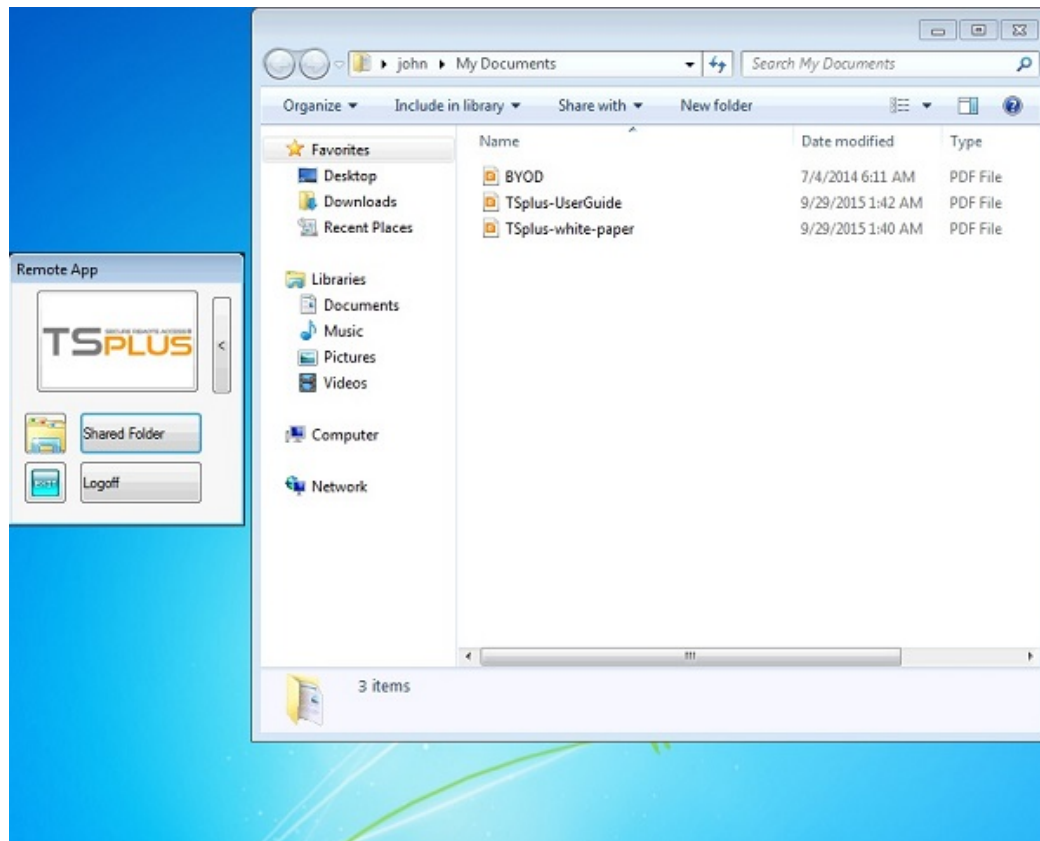 john
My Documents
Search My Documents
Organize
Include in library
Share with
New folder
Favorites
Desktop
Downloads
Recent Places
Libraries
Documents
Music
Pictures
Videos
Computer
Network
Name
Date modified
Type
BYOD
7/4/2014 6:11 AM
PDF File
TSplus-UserGuide
9/29/2015 1:42 AM
PDF File
TSplus-white-paper
9/29/2015 1:40 AM
PDF File
3 items
Remote App
SECURE REMOTE ACCESS
TSPLUS
<
Shared Folder
Logoff